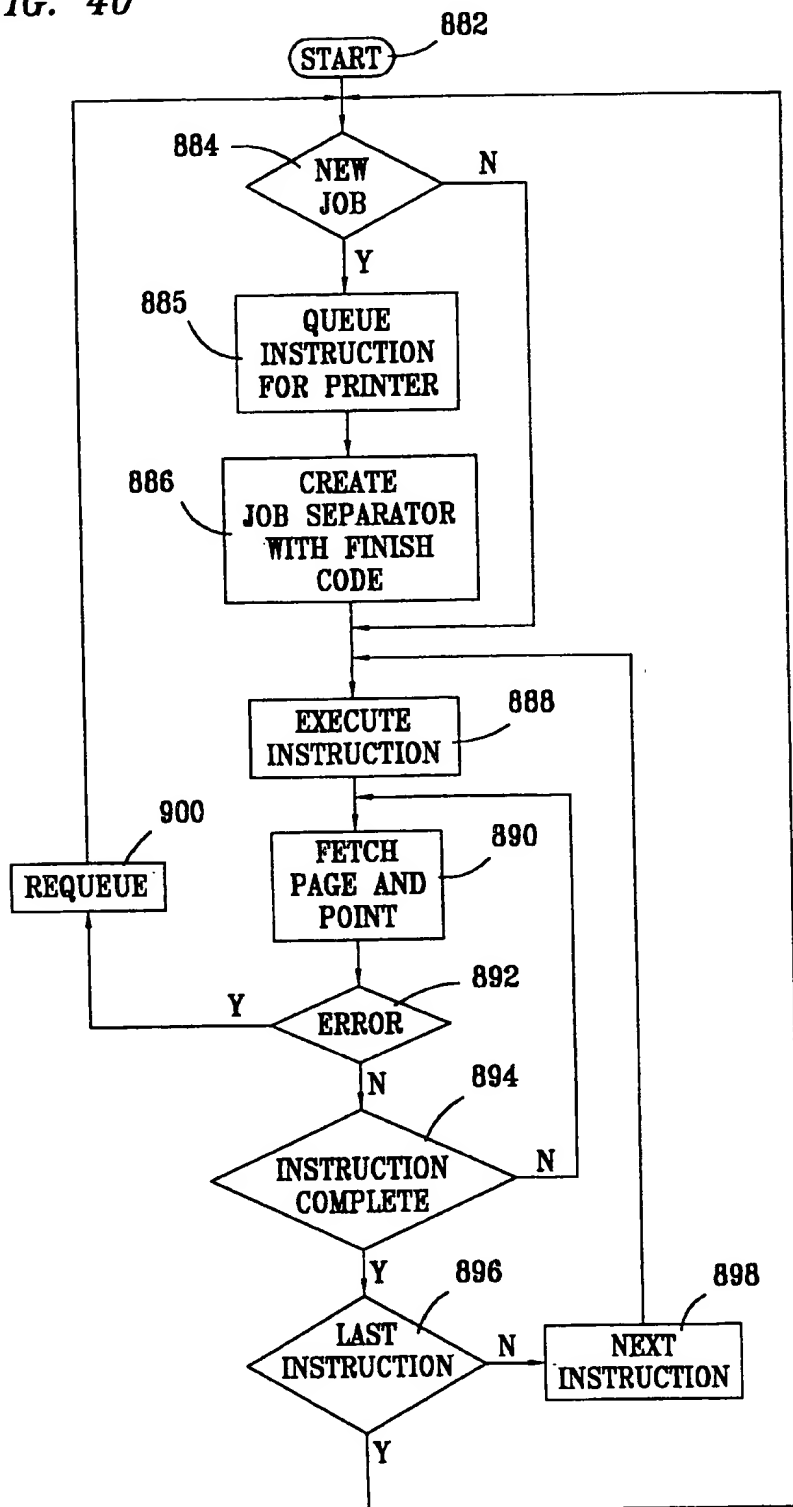 FIG. 40
882
START
884
NEW
JOB
N
Y
885
QUEUE
INSTRUCTION
FOR PRINTER
886
CREATE
JOB SEPARATOR
WITH FINISH
CODE
EXECUTE
INSTRUCTION
888
900
REQUEUE
FETCH
PAGE AND
POINT
890
Y
ERROR
892
N
894
INSTRUCTION
COMPLETE
N
Y
896
LAST
INSTRUCTION
N
898
NEXT
INSTRUCTION
Y